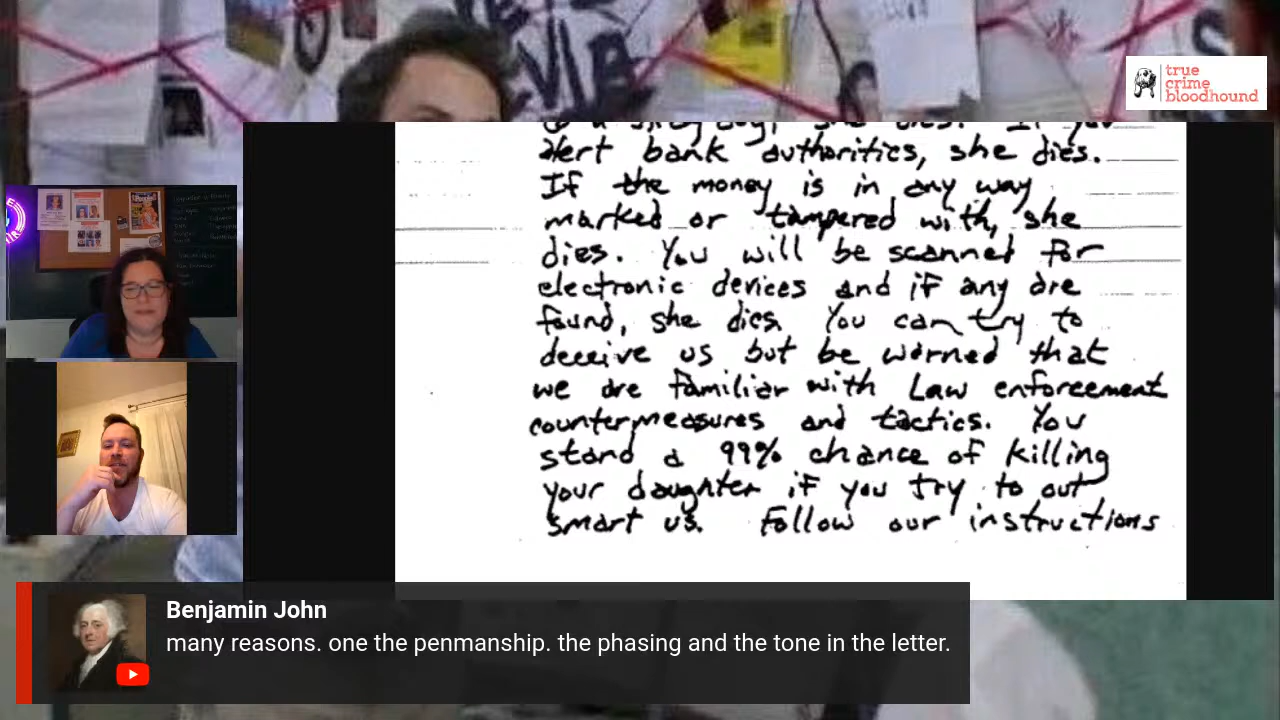 true
crime
bloodhound
alert bank authorities, she dies.
If the money is in any way
marked or tampered with, she
dies. You will be scanned for
electronic devices and if any are
found, she dies. You can try to
deceive us but be warned that
we are familiar with Law enforcement
countermeasures and tactics. You
stand a 99% chance of killing
your daughter if you try to out
smart us. Follow our instructions
Benjamin John
many reasons. one the penmanship. the phasing and the tone in the letter.